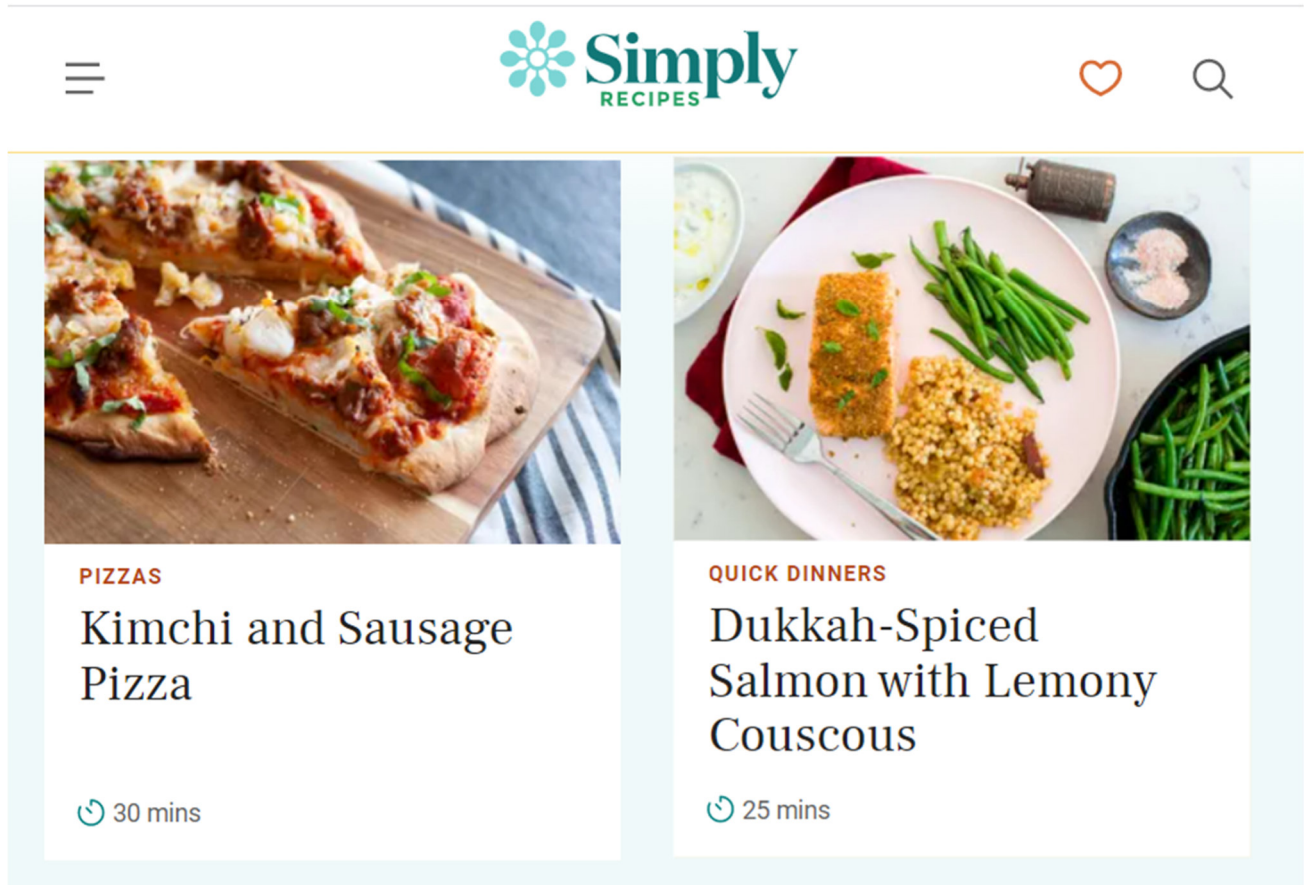 Simply
RECIPES
PIZZAS
Kimchi and Sausage
Pizza
30 mins
QUICK DINNERS
Dukkah-Spiced
Salmon with Lemony
Couscous
25 mins